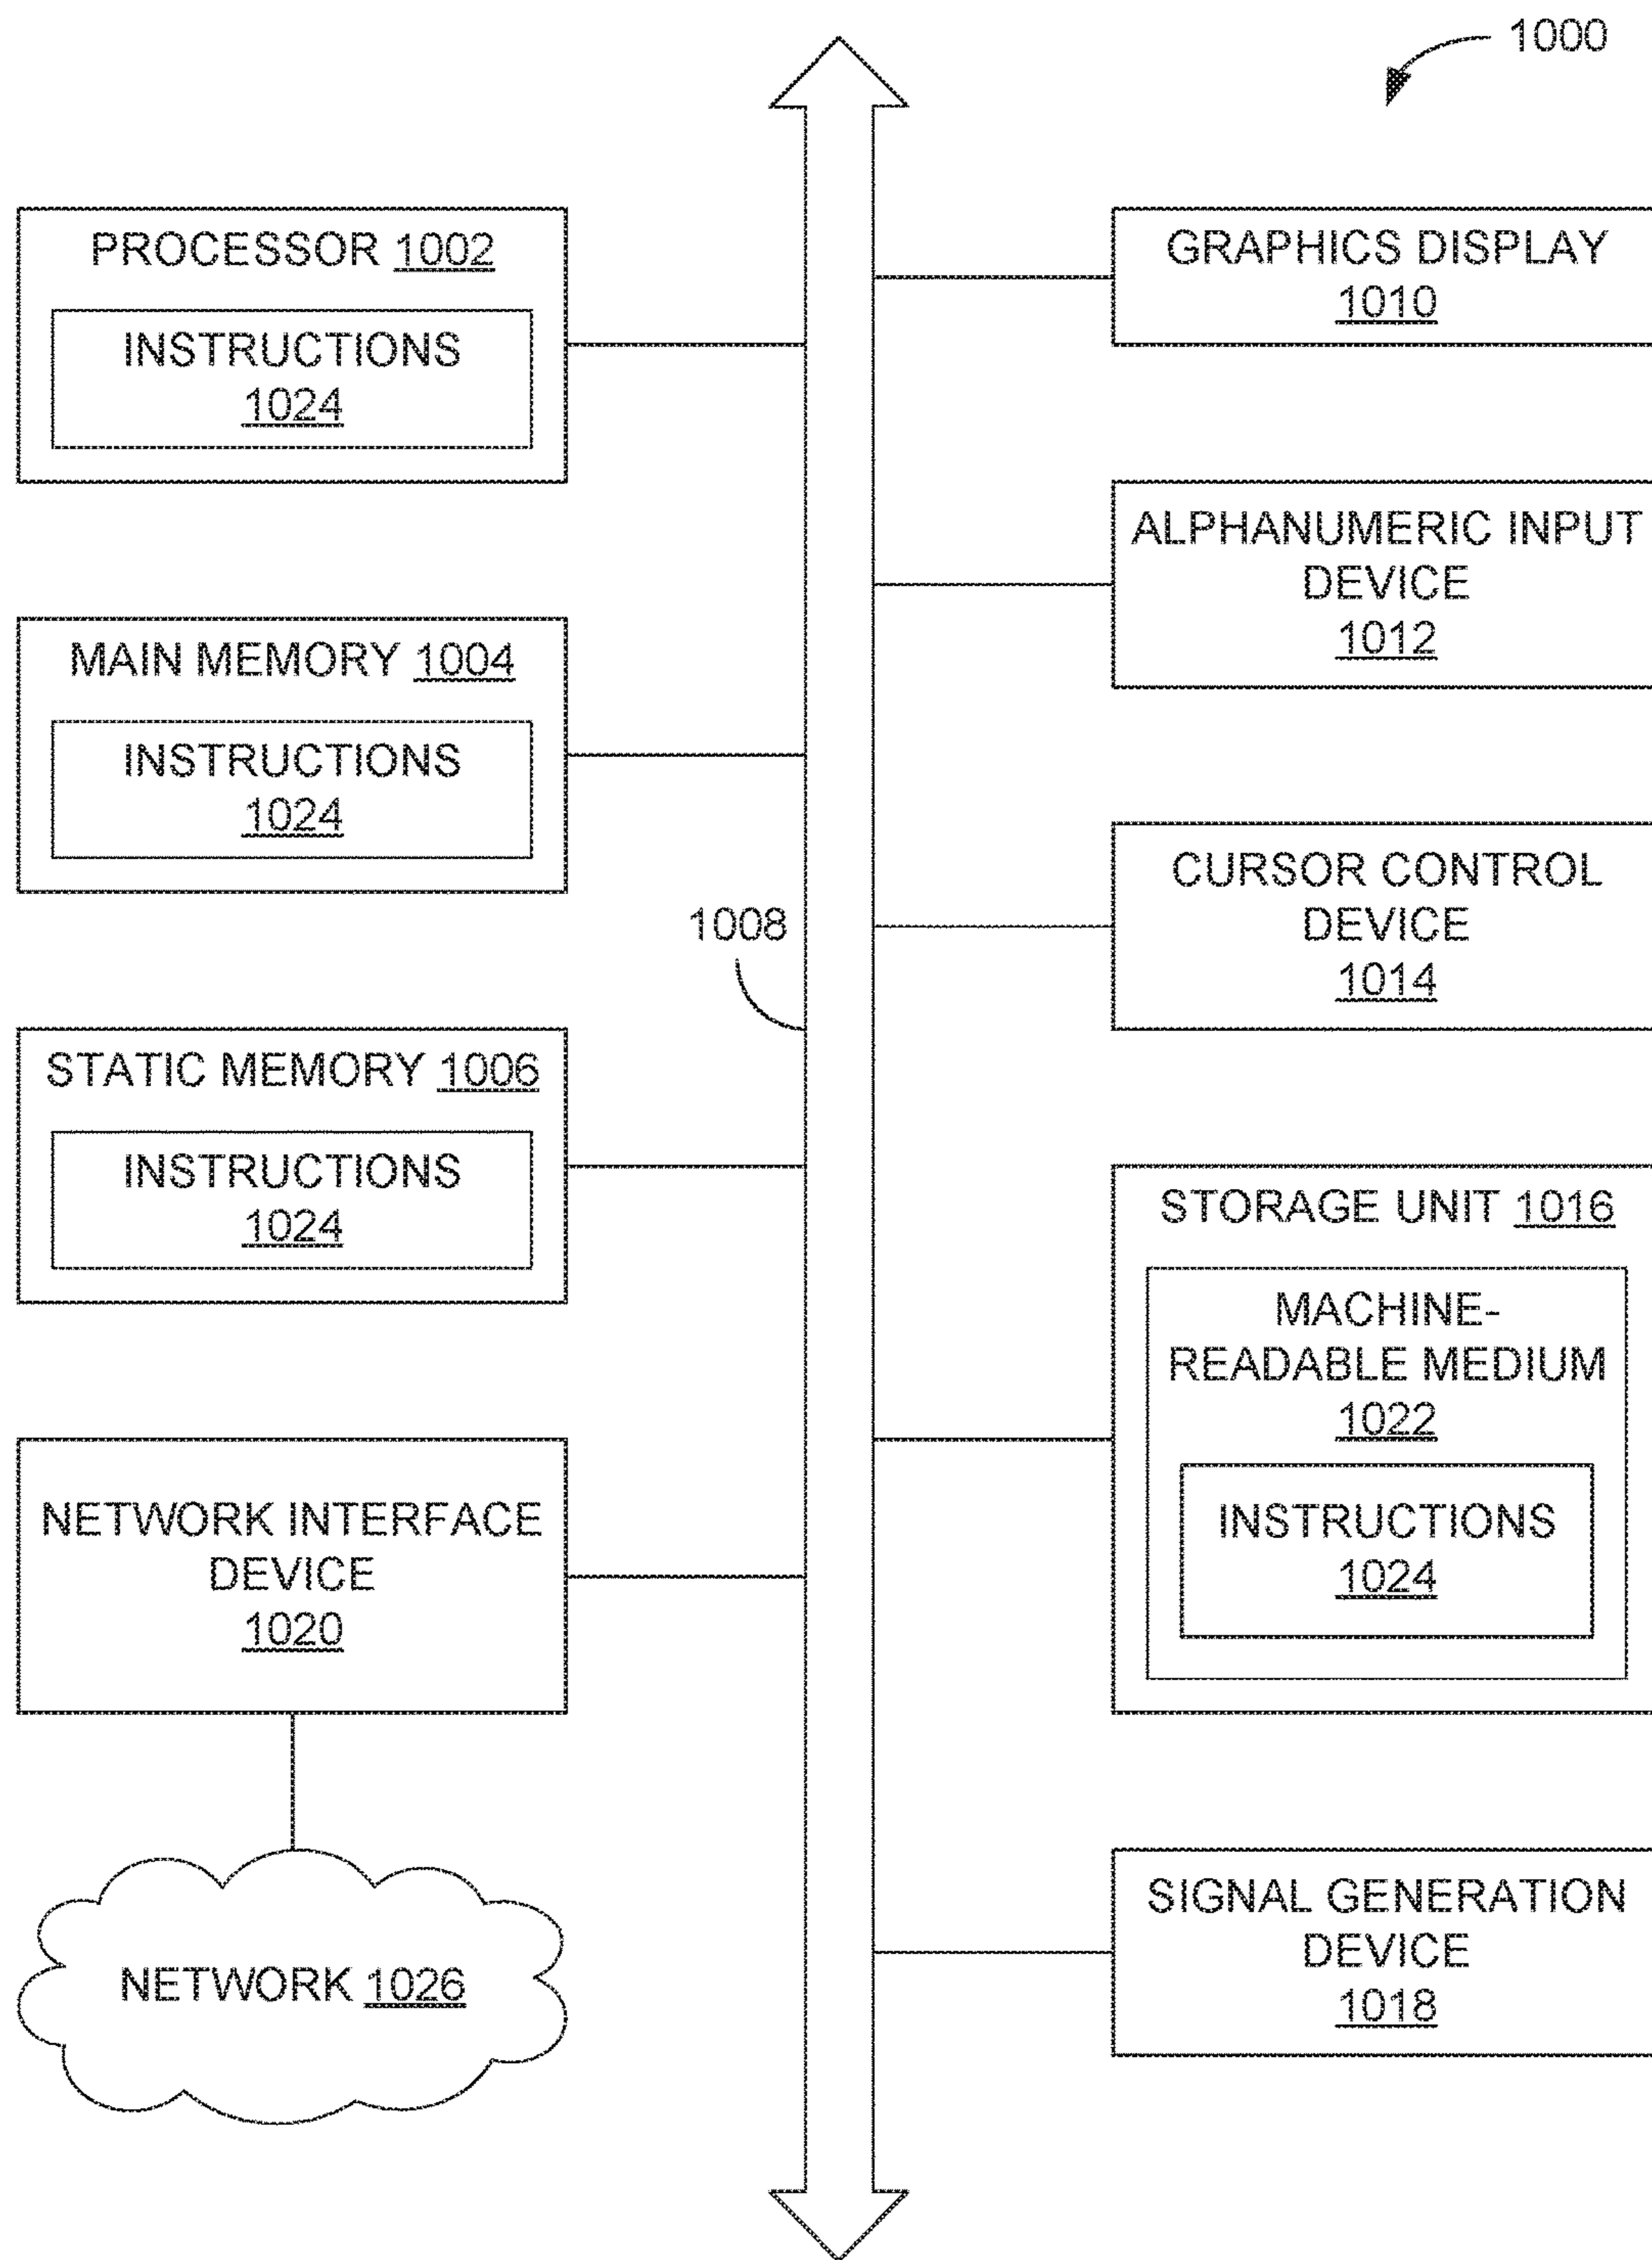 1000
PROCESSOR 1002
INSTRUCTIONS
1024
MAIN MEMORY 1004
INSTRUCTIONS
1024
1008
STATIC MEMORY 1006
INSTRUCTIONS
1024
NETWORK INTERFACE
DEVICE
1020
NETWORK 1026
GRAPHICS DISPLAY
1010
ALPHANUMERIC INPUT
DEVICE
1012
CURSOR CONTROL
DEVICE
1014
STORAGE UNIT 1016
MACHINE-
READABLE MEDIUM
1022
INSTRUCTIONS
1024
SIGNAL GENERATION
DEVICE
1018